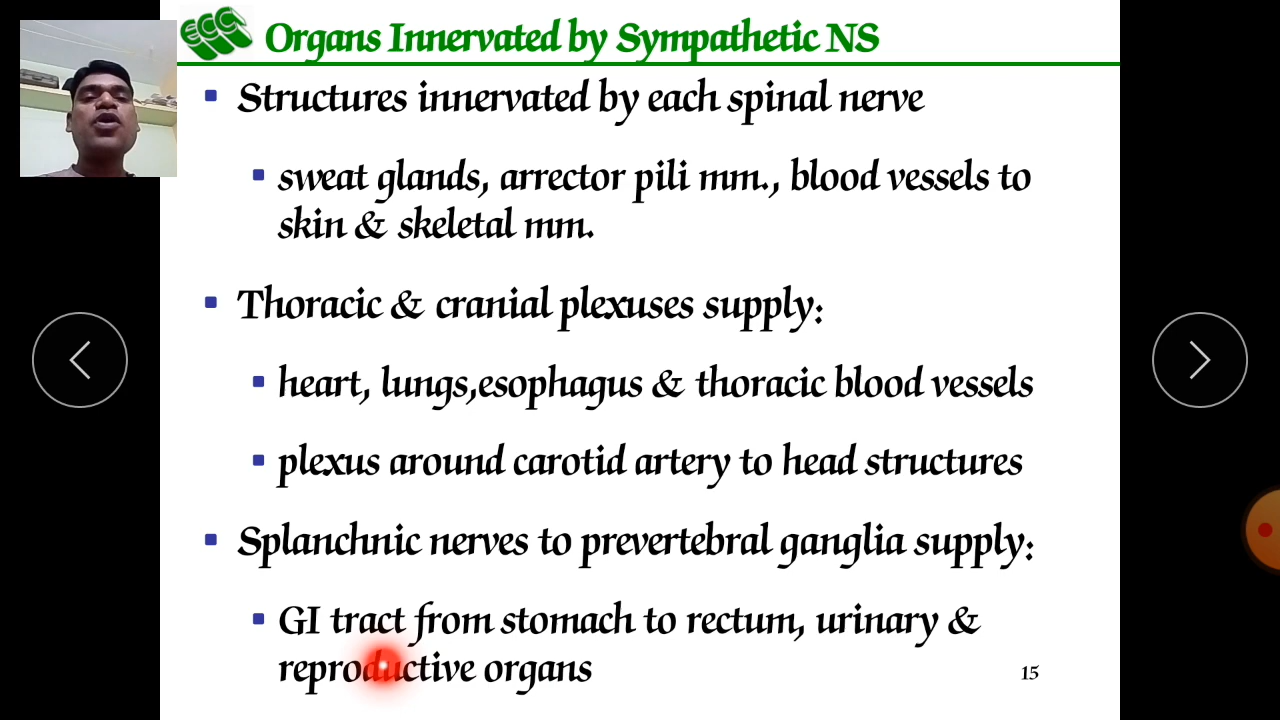 ECC
Organs Innervated by Sympathetic NS
Structures innervated by each spinal nerve
sweat glands, arrector pili mm., blood vessels to
skin & skeletal mm.
Thoracic & cranial plexuses supply:
heart, lungs,esophagus & thoracic blood vessels
plexus around carotid artery to head structures
Splanchnic nerves to prevertebral ganglia supply:
GI tract from stomach to rectum, urinary &
reproductive organs
15